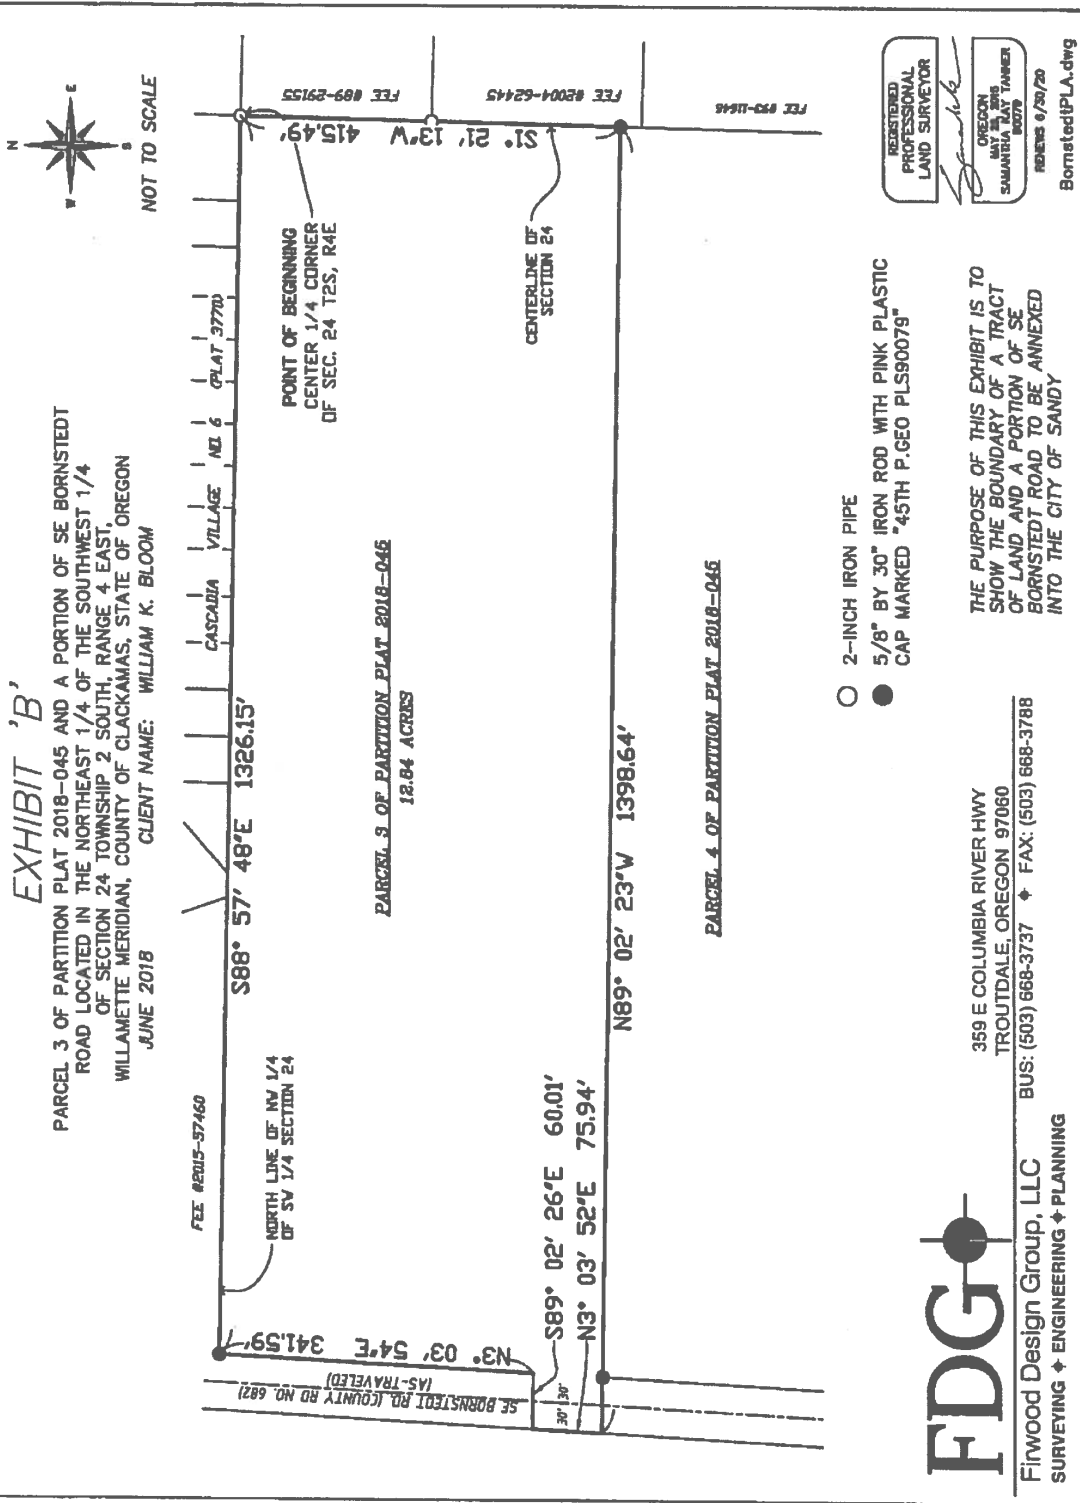 EXHIBIT 'B'
PARCEL 3 OF PARTITION PLAT 2018-045 AND A PORTION OF SE BORNSTEDT
ROAD LOCATED IN THE NORTHEAST 1/4 OF THE SOUTHWEST 1/4
OF SECTION 24 TOWNSHIP 2 SOUTH, RANGE 4 EAST,
WILLAMETTE MERIDIAN, COUNTY OF CLACKAMAS, STATE OF OREGON
JUNE 2018 CLIENT NAME: WILLIAM K. BLOOM
N
E
S
W
NOT TO SCALE
FEE #2015-57460
CASCADIA VILLAGE NO. 6 (PLAT 3770)
S88° 57' 48"E 1326.15'
NORTH LINE OF NW 1/4
OF SW 1/4 SECTION 24
POINT OF BEGINNING
CENTER 1/4 CORNER
OF SEC. 24 T2S, R4E
FEE #89-29155
FEE #2004-62445
FEE #93-11646
S1° 21' 13"W 415.49'
CENTERLINE OF
SECTION 24
PARCEL 3 OF PARTITION PLAT 2018-046
12.84 ACRES
N3° 03' 54"E 341.59'
SE BORNSTEDT RD. (COUNTY RD NO. 682)
(AS-TRAVELED)
30' 30'
S89° 02' 26"E 60.01'
N3° 03' 52"E 75.94'
N89° 02' 23"W 1398.64'
PARCEL 4 OF PARTITION PLAT 2018-046
2-INCH IRON PIPE
5/8" BY 30" IRON ROD WITH PINK PLASTIC
CAP MARKED "45TH P.GEO PLS90079"
REGISTERED
PROFESSIONAL
LAND SURVEYOR
OREGON
SAMANTHA KAY TANNER
90079
RENEWS 6/30/20
BornstedtPLA.dwg
THE PURPOSE OF THIS EXHIBIT IS TO
SHOW THE BOUNDARY OF A TRACT
OF LAND AND A PORTION OF SE
BORNSTEDT ROAD TO BE ANNEXED
INTO THE CITY OF SANDY
FDG
Firwood Design Group, LLC
SURVEYING ENGINEERING PLANNING
359 E COLUMBIA RIVER HWY
TROUTDALE, OREGON 97060
BUS: (503) 668-3737 FAX: (503) 668-3788